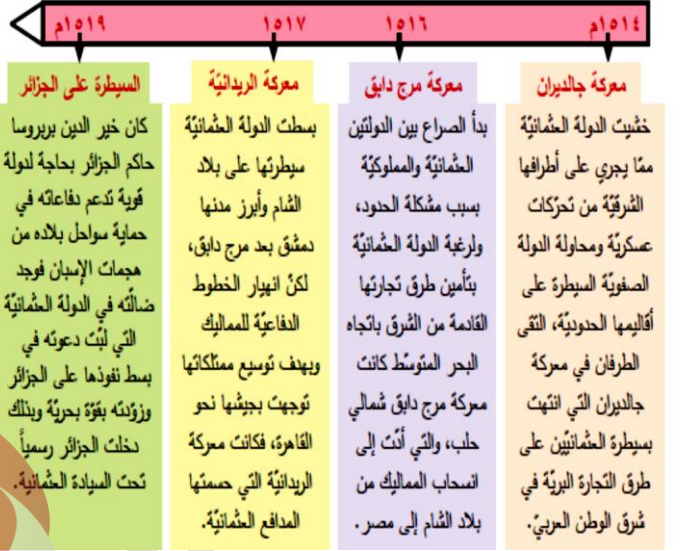 ١٥١٤م
١٥١٦
١٥١٧
١٥١٩م
معركة جالديران
خشيت الدولة العثمانيّة
ممّا يجري على أطرافها
الشرقيّة من تحرّكات
عسكريّة ومحاولة الدولة
الصفويّة السيطرة على
أقاليمها الحدوديّة، التقى
الطرفان في معركة
جالديران التي انتهت
بسيطرة العثمانيّين على
طرق التجارة البريّة في
شرق الوطن العربيّ.
معركة مرج دابق
بدأ الصراع بين الدولتين
العثمانيّة والمملوكيّة
بسبب مشكلة الحدود،
ولرغبة الدولة العثمانيّة
بتأمين طرق تجارتها
القادمة من الشرق باتجاه
البحر المتوسّط كانت
معركة مرج دابق شمالي
حلب، والتي أدّت إلى
انسحاب المماليك من
بلاد الشام إلى مصر.
معركة الريدانيّة
بسطت الدولة العثمانيّة
سيطرتها على بلاد
الشام وأبرز مدنها
دمشق بعد مرج دابق،
لكنّ انهيار الخطوط
الدفاعيّة للمماليك
وبهدف توسيع ممتلكاتها
توجهت بجيشها نحو
القاهرة، فكانت معركة
الريدانيّة التي حسمتها
المدافع العثمانيّة.
السيطرة على الجزائر
كان خير الدين بربروسا
حاكم الجزائر بحاجة لدولة
قوية تدعم دفاعاته في
حماية سواحل بلاده من
هجمات الإسبان فوجد
ضالّته في الدولة العثمانيّة
التي لبّت دعوته في
بسط نفوذها على الجزائر
وزوّدته بقوّة بحريّة وبذلك
دخلت الجزائر رسمياً
تحت السيادة العثمانية.